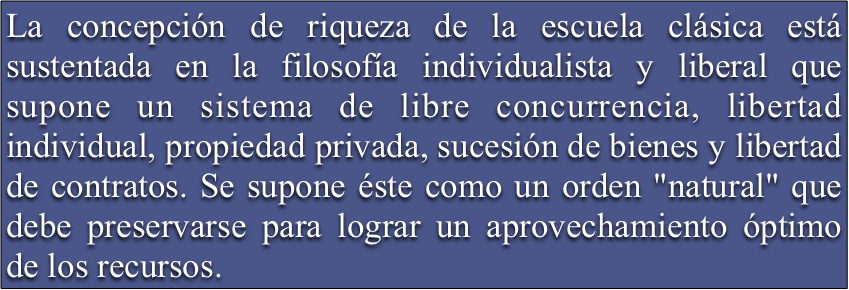 La concepción de riqueza de la escuela clásica está
sustentada en la filosofía individualista y liberal que
supone un sistema de libre concurrencia, libertad
individual, propiedad privada, sucesión de bienes y libertad
de contratos. Se supone éste como un orden "natural" que
debe preservarse para lograr un aprovechamiento óptimo
de los recursos.